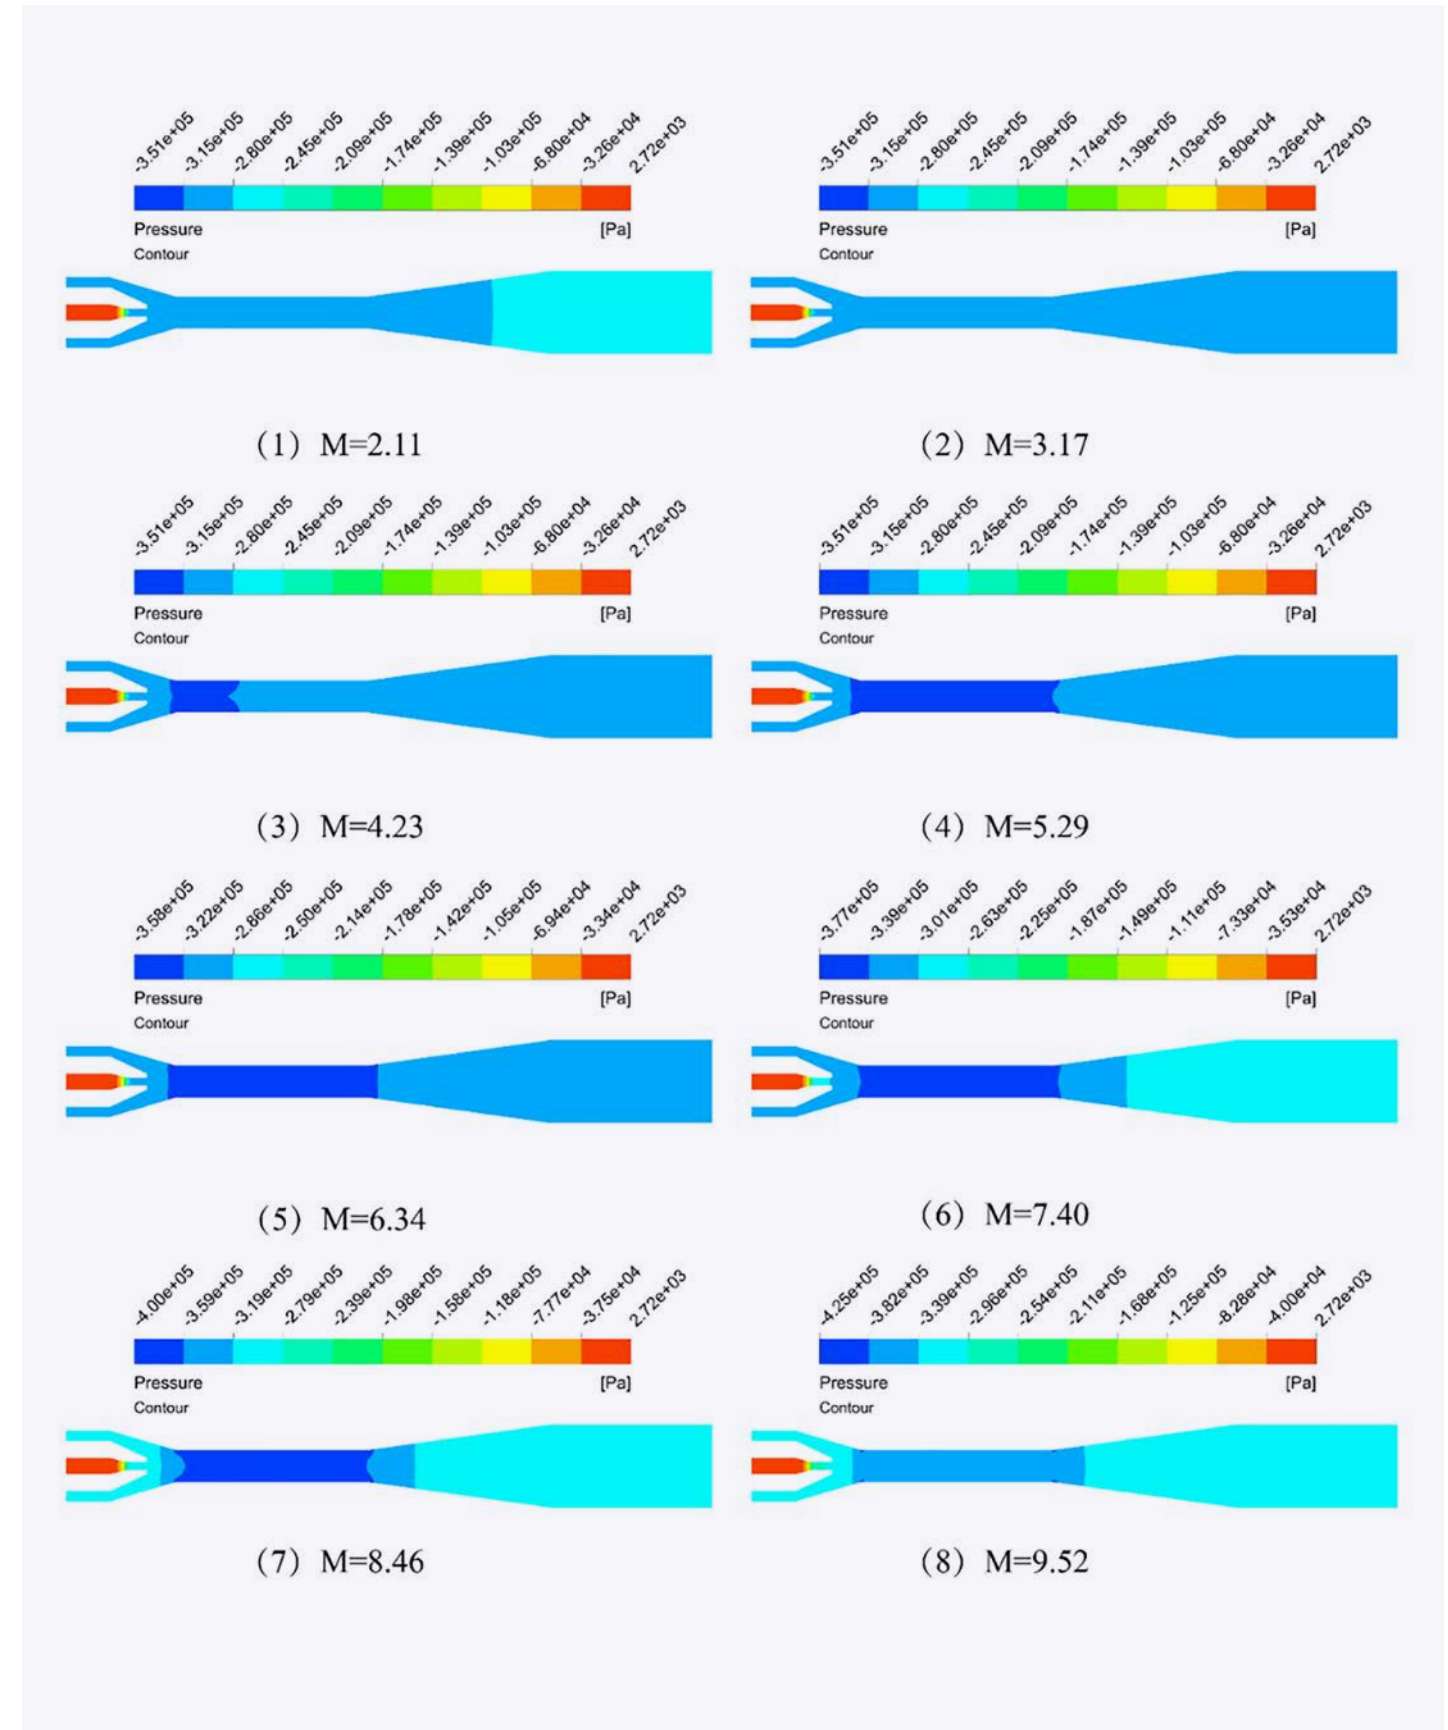 -3.51e+05 -3.15e+05 -2.80e+05 -2.45e+05 -2.09e+05 -1.74e+05 -1.39e+05 -1.03e+05 -6.80e+04 -3.26e+04 2.72e+03
Pressure [Pa]
Contour
(1) M=2.11
-3.51e+05 -3.15e+05 -2.80e+05 -2.45e+05 -2.09e+05 -1.74e+05 -1.39e+05 -1.03e+05 -6.80e+04 -3.26e+04 2.72e+03
Pressure [Pa]
Contour
(2) M=3.17
-3.51e+05 -3.15e+05 -2.80e+05 -2.45e+05 -2.09e+05 -1.74e+05 -1.39e+05 -1.03e+05 -6.80e+04 -3.26e+04 2.72e+03
Pressure [Pa]
Contour
(3) M=4.23
-3.51e+05 -3.15e+05 -2.80e+05 -2.45e+05 -2.09e+05 -1.74e+05 -1.39e+05 -1.03e+05 -6.80e+04 -3.26e+04 2.72e+03
Pressure [Pa]
Contour
(4) M=5.29
-3.58e+05 -3.22e+05 -2.86e+05 -2.50e+05 -2.14e+05 -1.78e+05 -1.42e+05 -1.05e+05 -6.94e+04 -3.34e+04 2.72e+03
Pressure [Pa]
Contour
(5) M=6.34
-3.77e+05 -3.39e+05 -3.01e+05 -2.63e+05 -2.25e+05 -1.87e+05 -1.49e+05 -1.11e+05 -7.33e+04 -3.53e+04 2.72e+03
Pressure [Pa]
Contour
(6) M=7.40
-4.00e+05 -3.59e+05 -3.19e+05 -2.79e+05 -2.39e+05 -1.98e+05 -1.58e+05 -1.18e+05 -7.77e+04 -3.75e+04 2.72e+03
Pressure [Pa]
Contour
(7) M=8.46
-4.25e+05 -3.82e+05 -3.39e+05 -2.96e+05 -2.54e+05 -2.11e+05 -1.68e+05 -1.25e+05 -8.28e+04 -4.00e+04 2.72e+03
Pressure [Pa]
Contour
(8) M=9.52